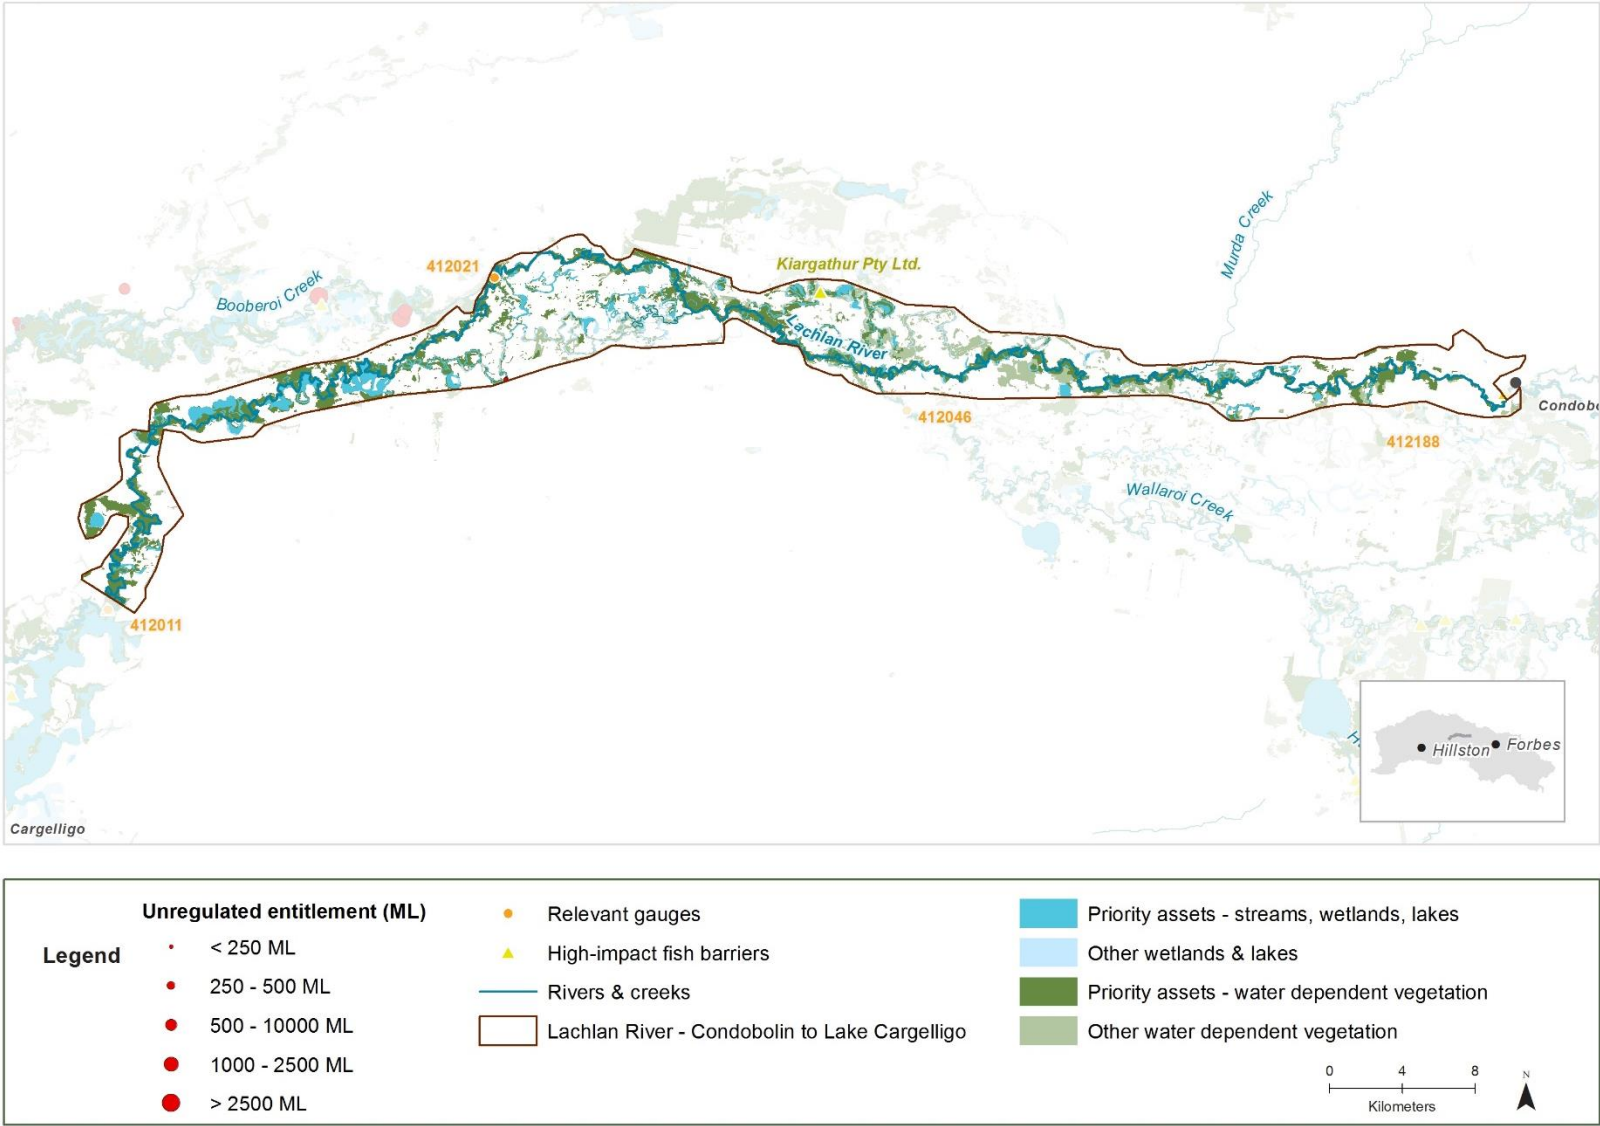 Murda Creek
412021
Kiargathur Pty Ltd.
Booberoi Creek
Lachlan River
412046
412188
Wallaroi Creek
412011
Hillston
Forbes
Cargelligo
Legend
Unregulated entitlement (ML)
< 250 ML
250 - 500 ML
500 - 10000 ML
1000 - 2500 ML
> 2500 ML
Relevant gauges
High-impact fish barriers
Rivers & creeks
Lachlan River - Condobolin to Lake Cargelligo
Priority assets - streams, wetlands, lakes
Other wetlands & lakes
Priority assets - water dependent vegetation
Other water dependent vegetation
0 4 8
Kilometers
N